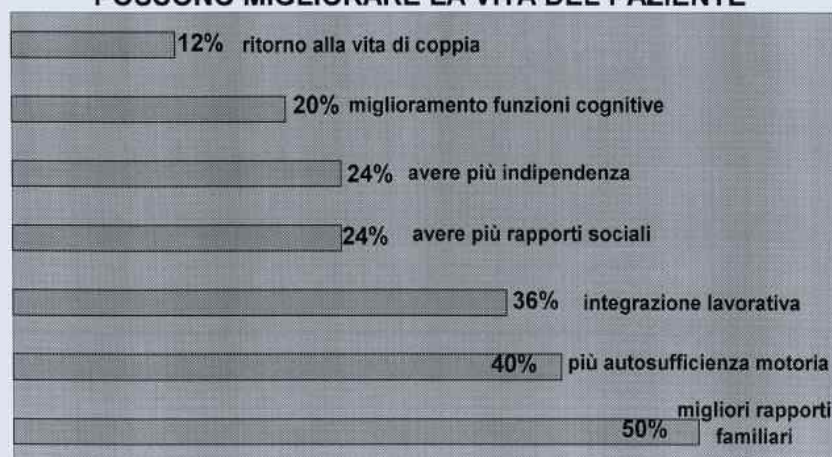 POSSONO MIGLIORARE LA VITA DEL PAZIENTE
12% ritorno alla vita di coppia
20% miglioramento funzioni cognitive
24% avere più indipendenza
24% avere più rapporti sociali
36% integrazione lavorativa
40% più autosufficienza motoria
50% migliori rapporti
familiari